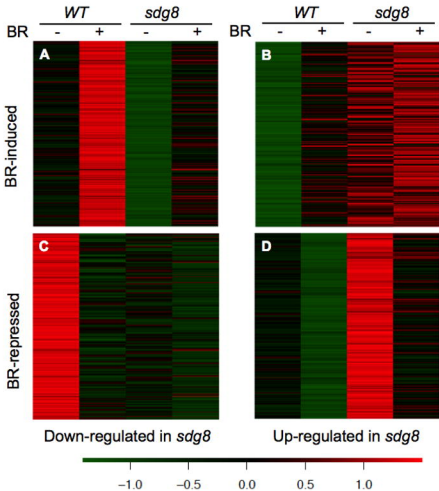 WT sdg8 WT sdg8
BR - + - + BR - + - +
A B
BR-induced
C D
BR-repressed
Down-regulated in sdg8 Up-regulated in sdg8
−1.0 −0.5 0.0 0.5 1.0